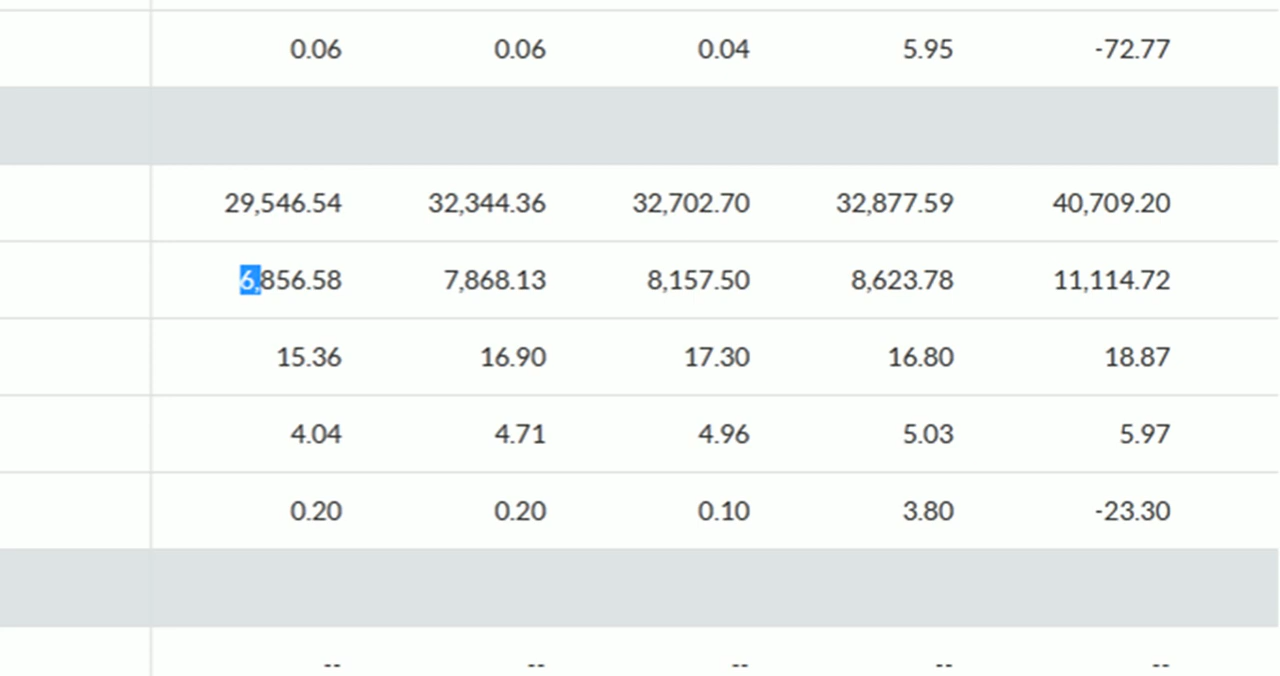 0.06 0.06 0.04 5.95 -72.77
29,546.54 32,344.36 32,702.70 32,877.59 40,709.20
6,856.58 7,868.13 8,157.50 8,623.78 11,114.72
15.36 16.90 17.30 16.80 18.87
4.04 4.71 4.96 5.03 5.97
0.20 0.20 0.10 3.80 -23.30
-- -- -- -- --